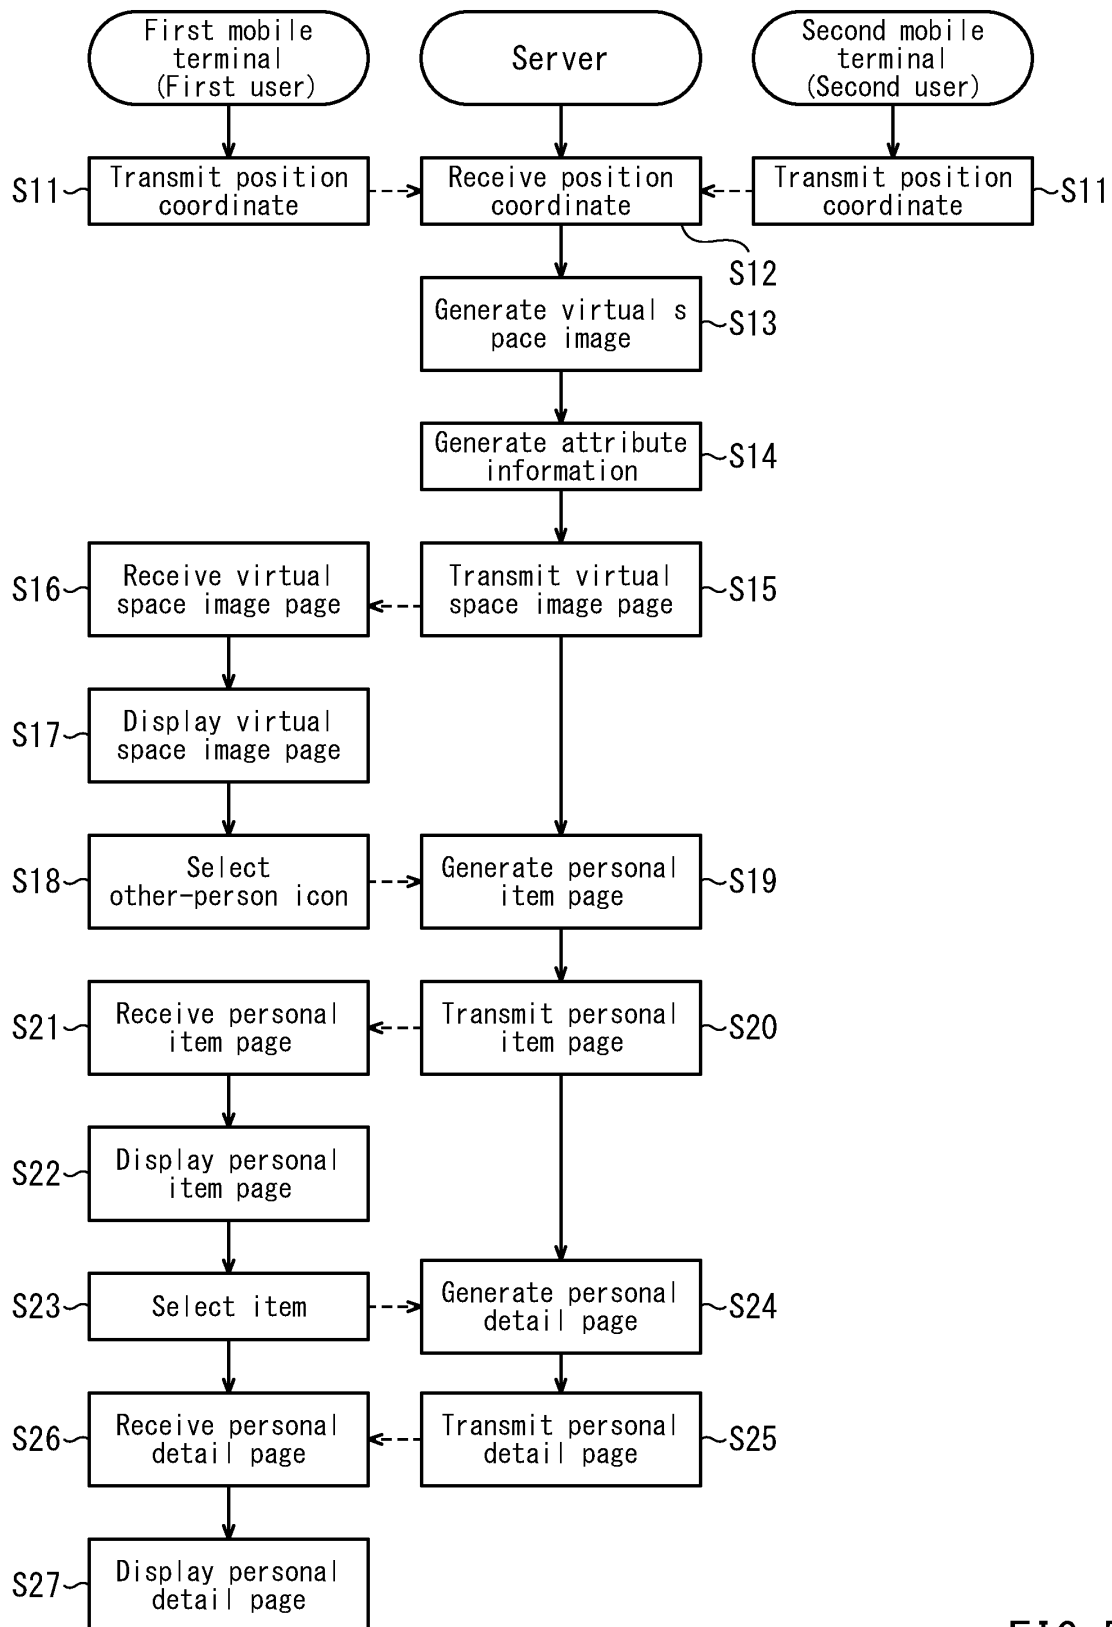 First mobile
terminal
(First user)
Server
Second mobile
terminal
(Second user)
S11
Transmit position
coordinate
Receive position
coordinate
Transmit position
coordinate
S11
S12
Generate virtual s
pace image
S13
Generate attribute
information
S14
S16
Receive virtual
space image page
Transmit virtual
space image page
S15
S17
Display virtual
space image page
S18
Select
other-person icon
Generate personal
item page
S19
S21
Receive personal
item page
Transmit personal
item page
S20
S22
Display personal
item page
S23
Select item
Generate personal
detail page
S24
S26
Receive personal
detail page
Transmit personal
detail page
S25
S27
Display personal
detail page